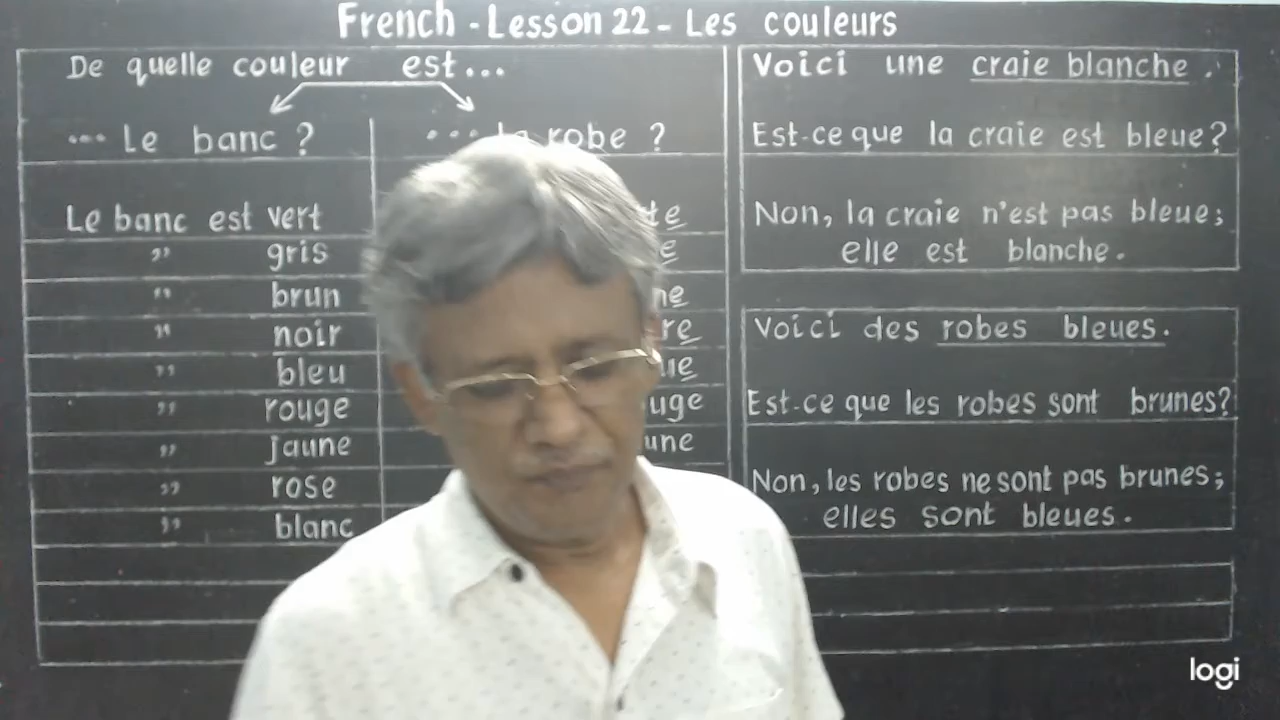 French - Lesson 22 - Les couleurs
De quelle couleur est...
... Le banc ?
... la robe ?
Le banc est vert
" gris
" brun
" noir
" bleu
" rouge
" jaune
" rose
" blanc
Voici une craie blanche.
Est-ce que la craie est bleue?
Non, la craie n'est pas bleue;
elle est blanche.
Voici des robes bleues.
Est-ce que les robes sont brunes?
Non, les robes ne sont pas brunes;
elles sont bleues.
logi